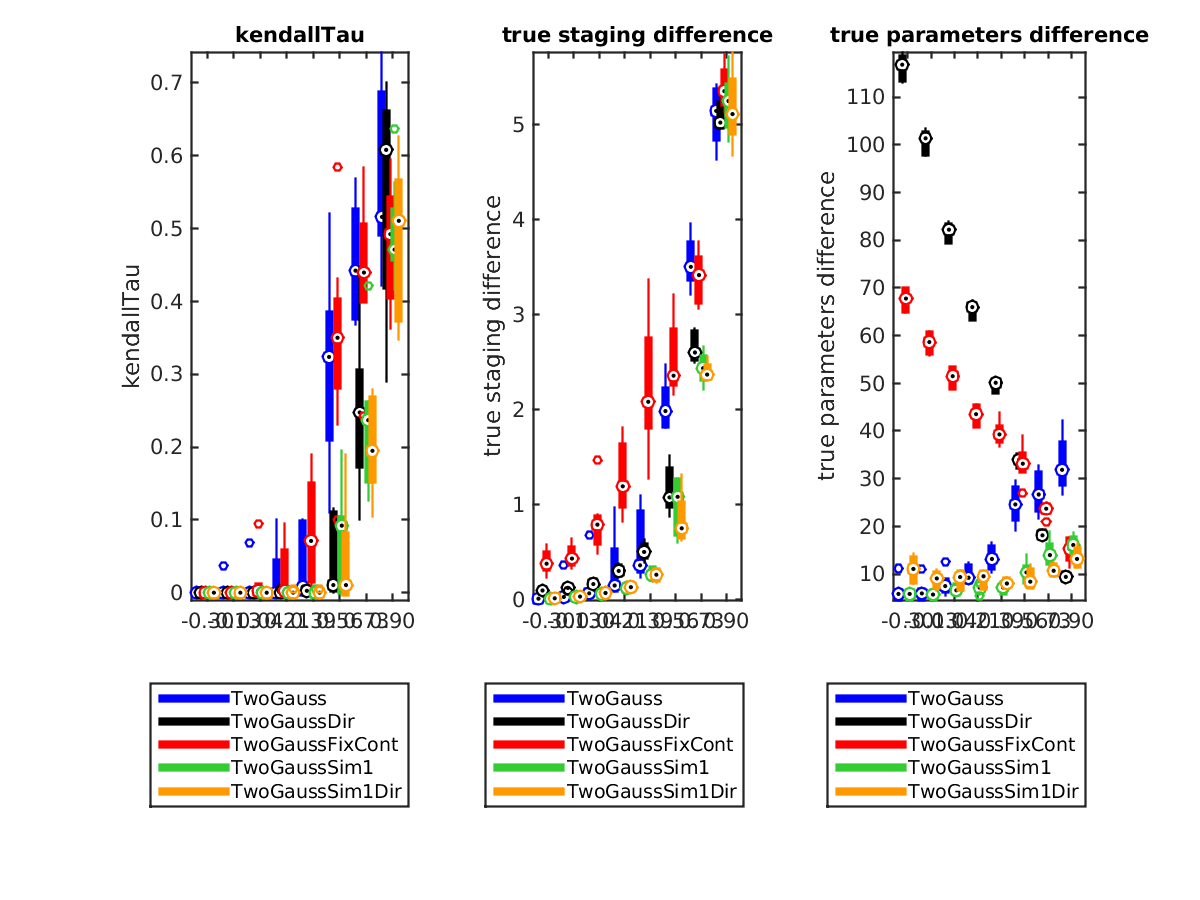 kendallTau
true staging difference
true parameters difference
kendallTau
0.7
0.6
0.5
0.4
0.3
0.2
0.1
0
true staging difference
5
4
3
2
1
0
true parameters difference
110
100
90
80
70
60
50
40
30
20
10
TwoGauss
TwoGaussDir
TwoGaussFixCont
TwoGaussSim1
TwoGaussSim1Dir
TwoGauss
TwoGaussDir
TwoGaussFixCont
TwoGaussSim1
TwoGaussSim1Dir
TwoGauss
TwoGaussDir
TwoGaussFixCont
TwoGaussSim1
TwoGaussSim1Dir